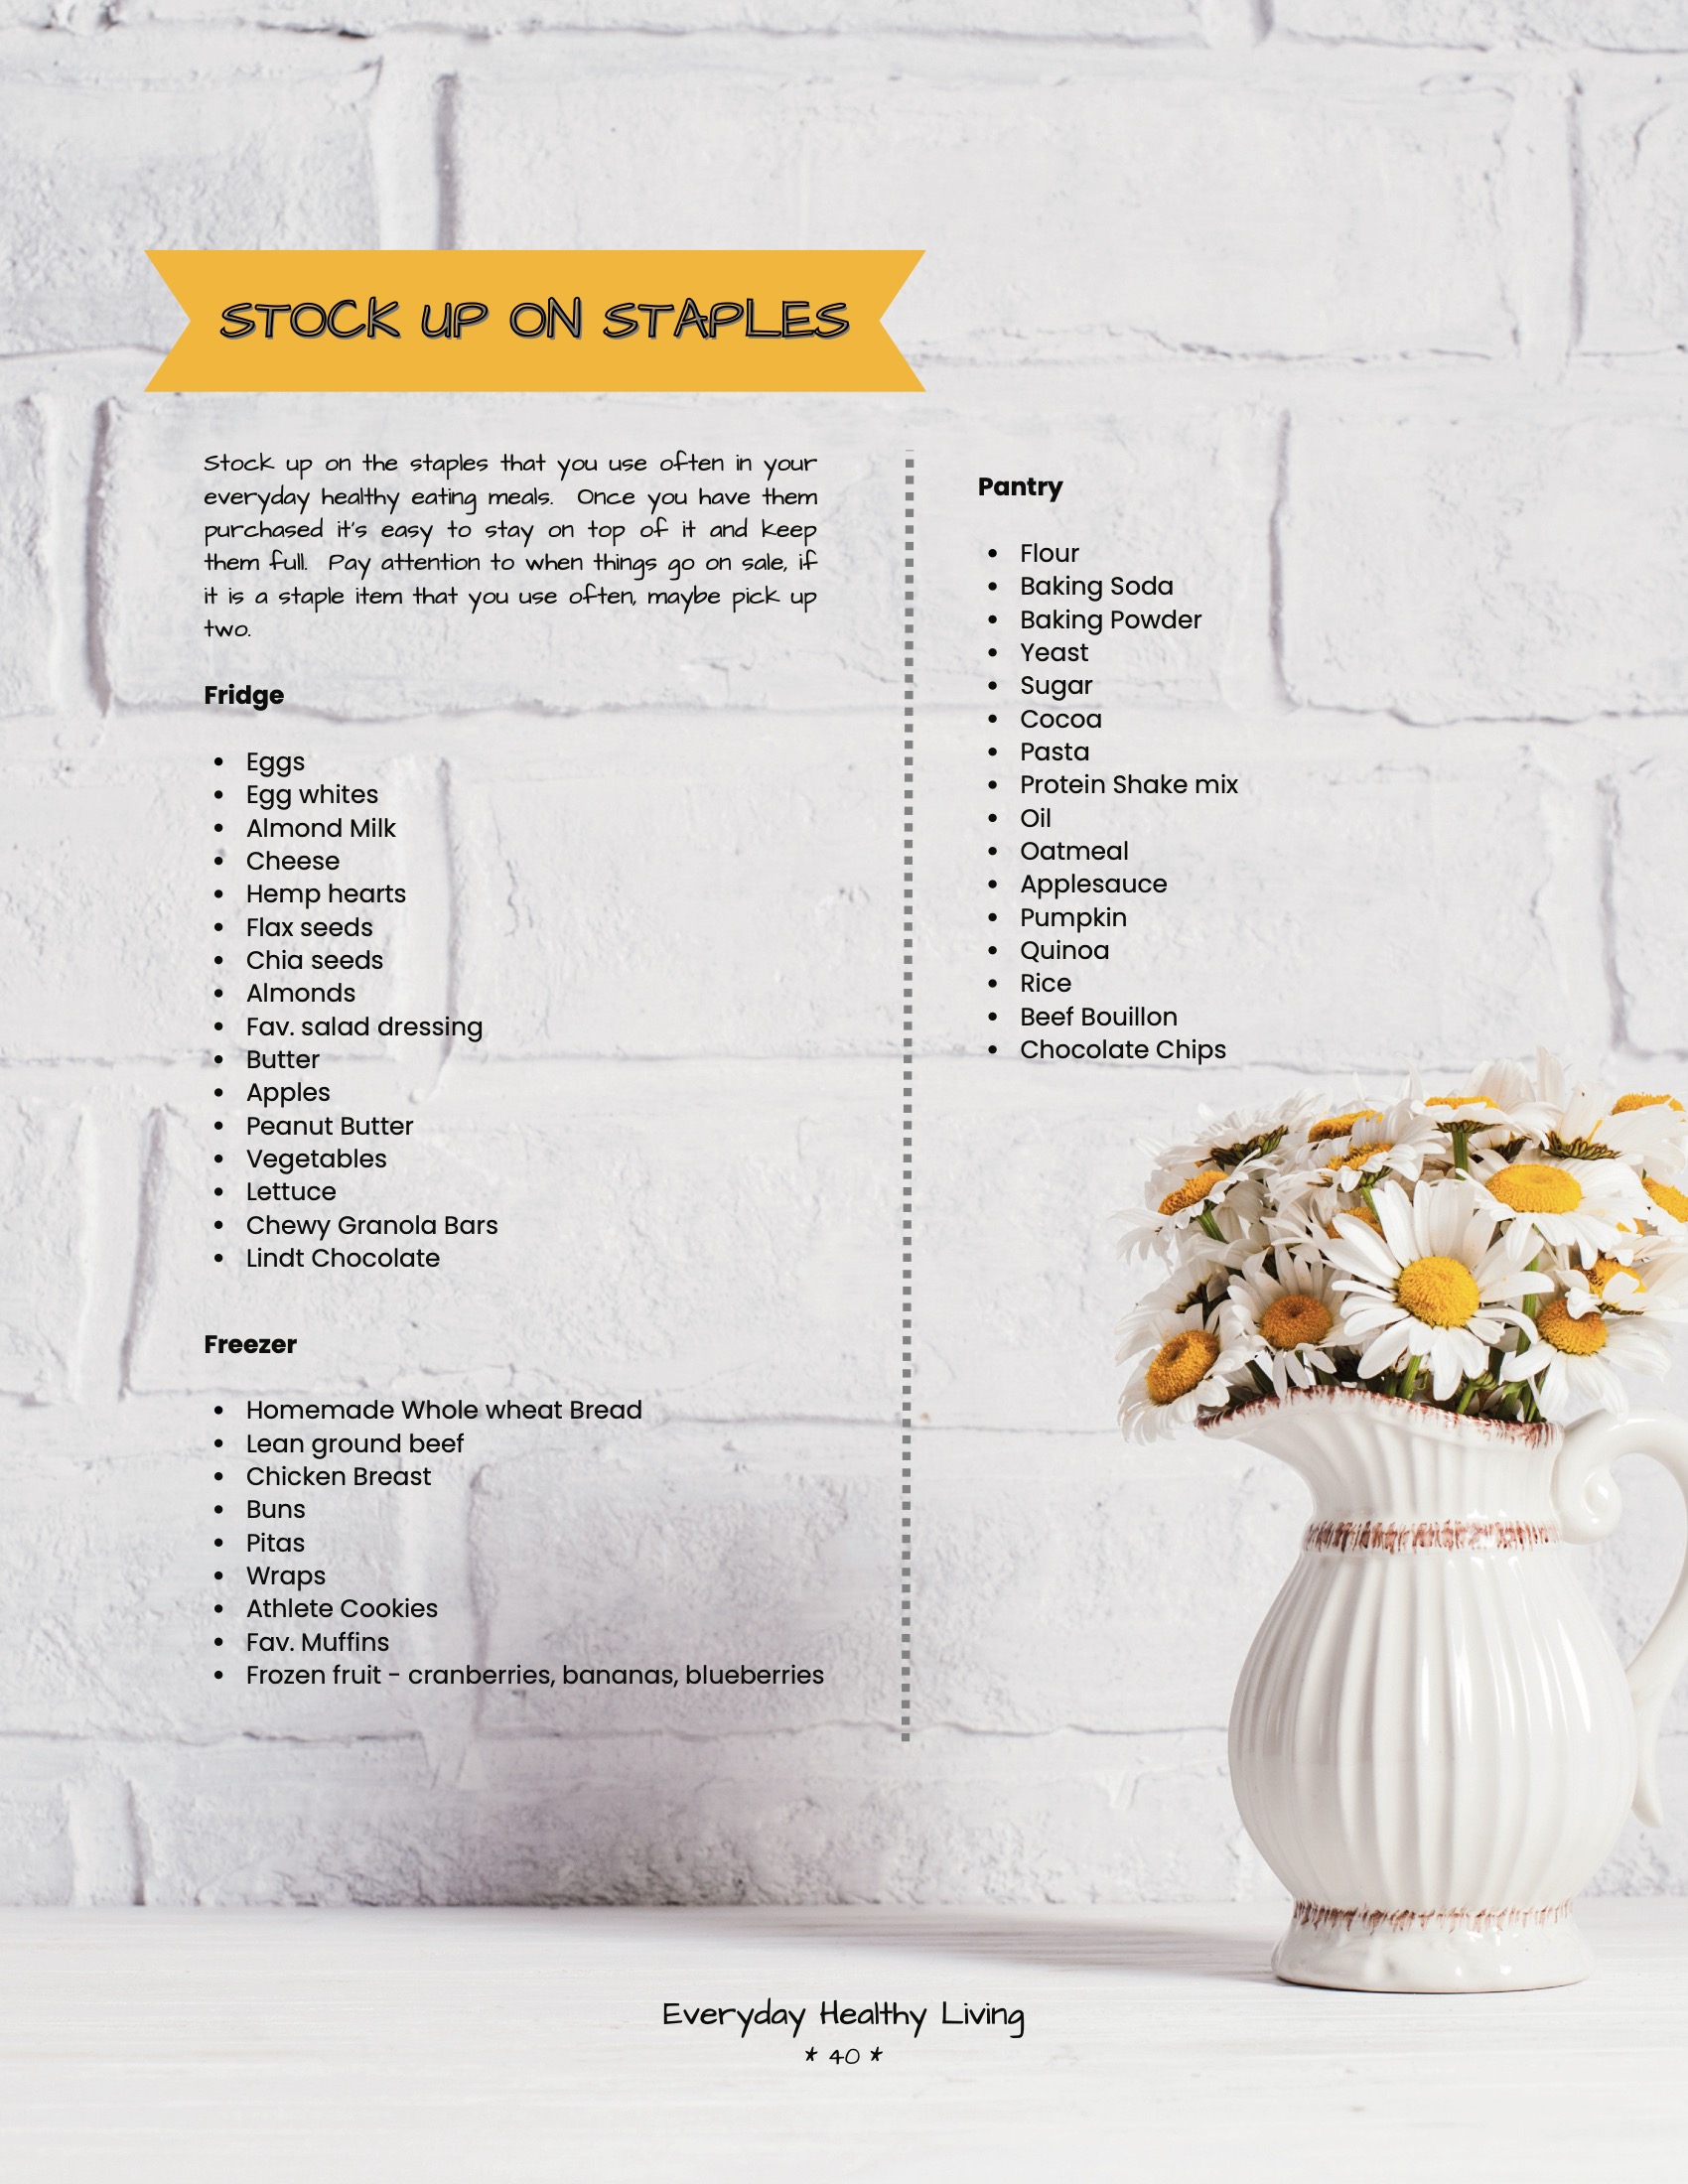 STOCK UP ON STAPLES
Stock up on the staples that you use often in your
everyday healthy eating meals. Once you have them
purchased it's easy to stay on top of it and keep
them full. Pay attention to when things go on sale, if
it is a staple item that you use often, maybe pick up
two.
Fridge
• Eggs
• Egg whites
• Almond Milk
• Cheese
• Hemp hearts
• Flax seeds
• Chia seeds
• Almonds
• Fav. salad dressing
• Butter
• Apples
• Peanut Butter
• Vegetables
• Lettuce
• Chewy Granola Bars
• Lindt Chocolate
Freezer
• Homemade Whole wheat Bread
• Lean ground beef
• Chicken Breast
• Buns
• Pitas
• Wraps
• Athlete Cookies
• Fav. Muffins
• Frozen fruit - cranberries, bananas, blueberries
Pantry
• Flour
• Baking Soda
• Baking Powder
• Yeast
• Sugar
• Cocoa
• Pasta
• Protein Shake mix
• Oil
• Oatmeal
• Applesauce
• Pumpkin
• Quinoa
• Rice
• Beef Bouillon
• Chocolate Chips
Everyday Healthy Living
* 40 *